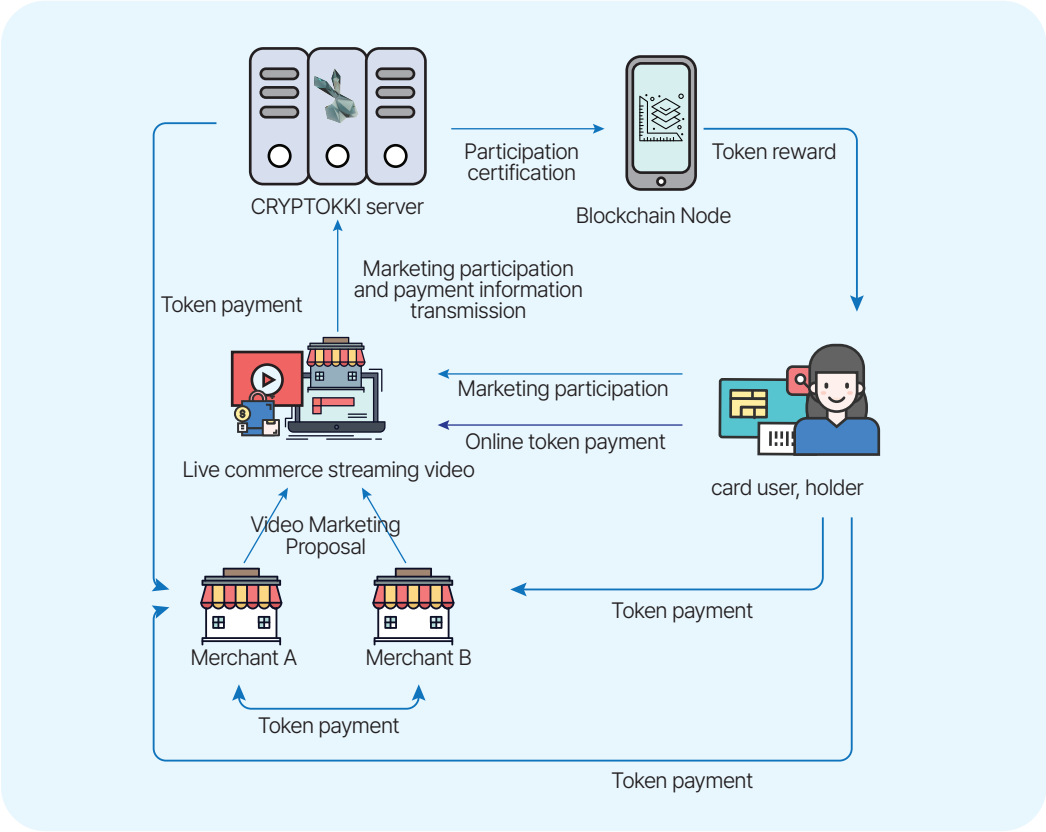 Participation
certification
Token reward
CRYPTOKKI server
Blockchain Node
Marketing participation
and payment information
transmission
Token payment
Marketing participation
Online token payment
Live commerce streaming video
card user, holder
Video Marketing
Proposal
Token payment
Merchant A
Merchant B
Token payment
Token payment